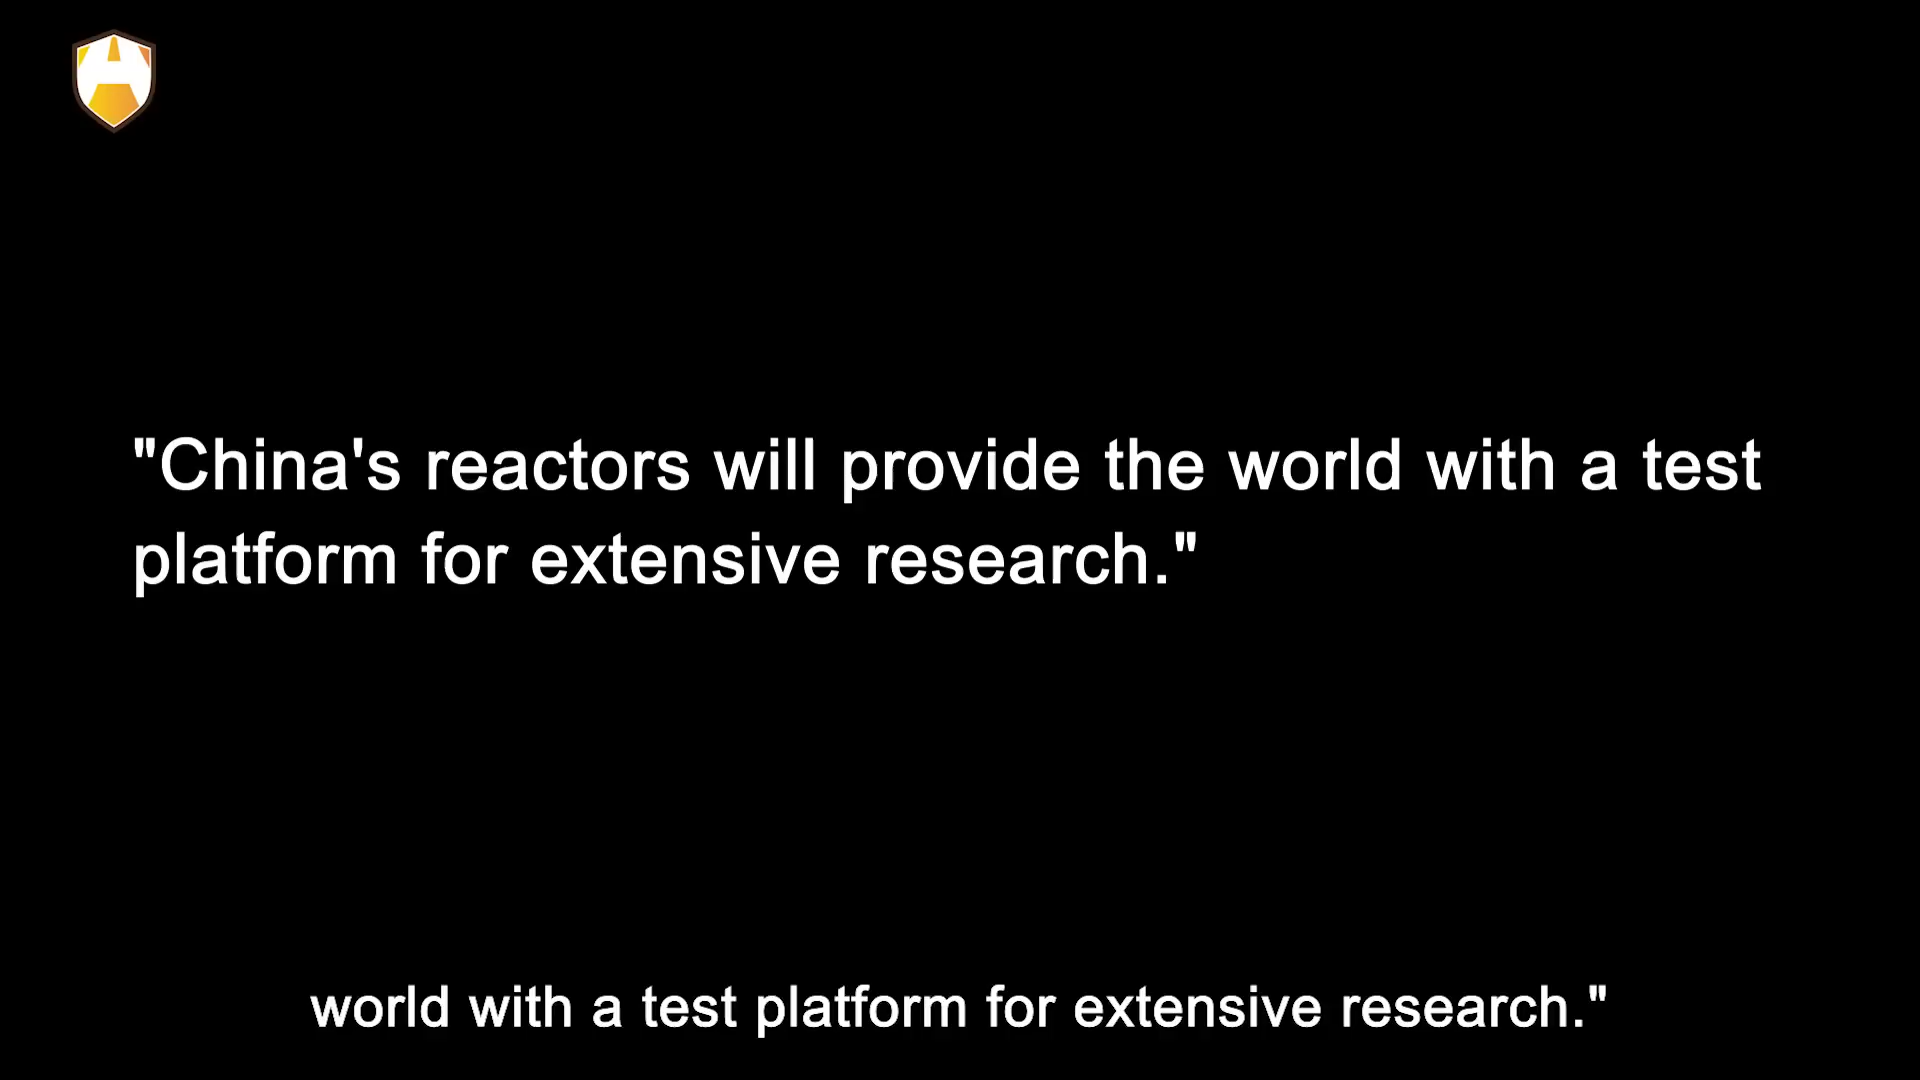 "China's reactors will provide the world with a test
platform for extensive research."
world with a test platform for extensive research."